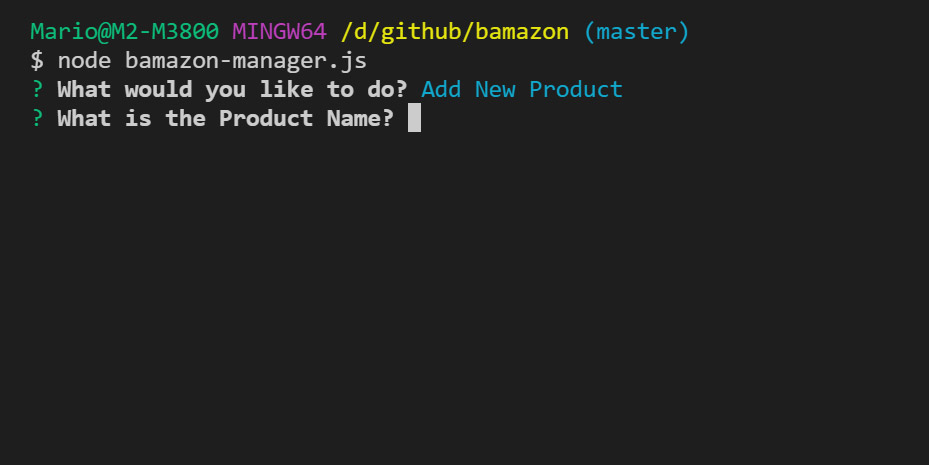 Mario@M2-M3800 MINGW64 /d/github/bamazon (master)
$ node bamazon-manager.js
? What would you like to do? Add New Product
? What is the Product Name?